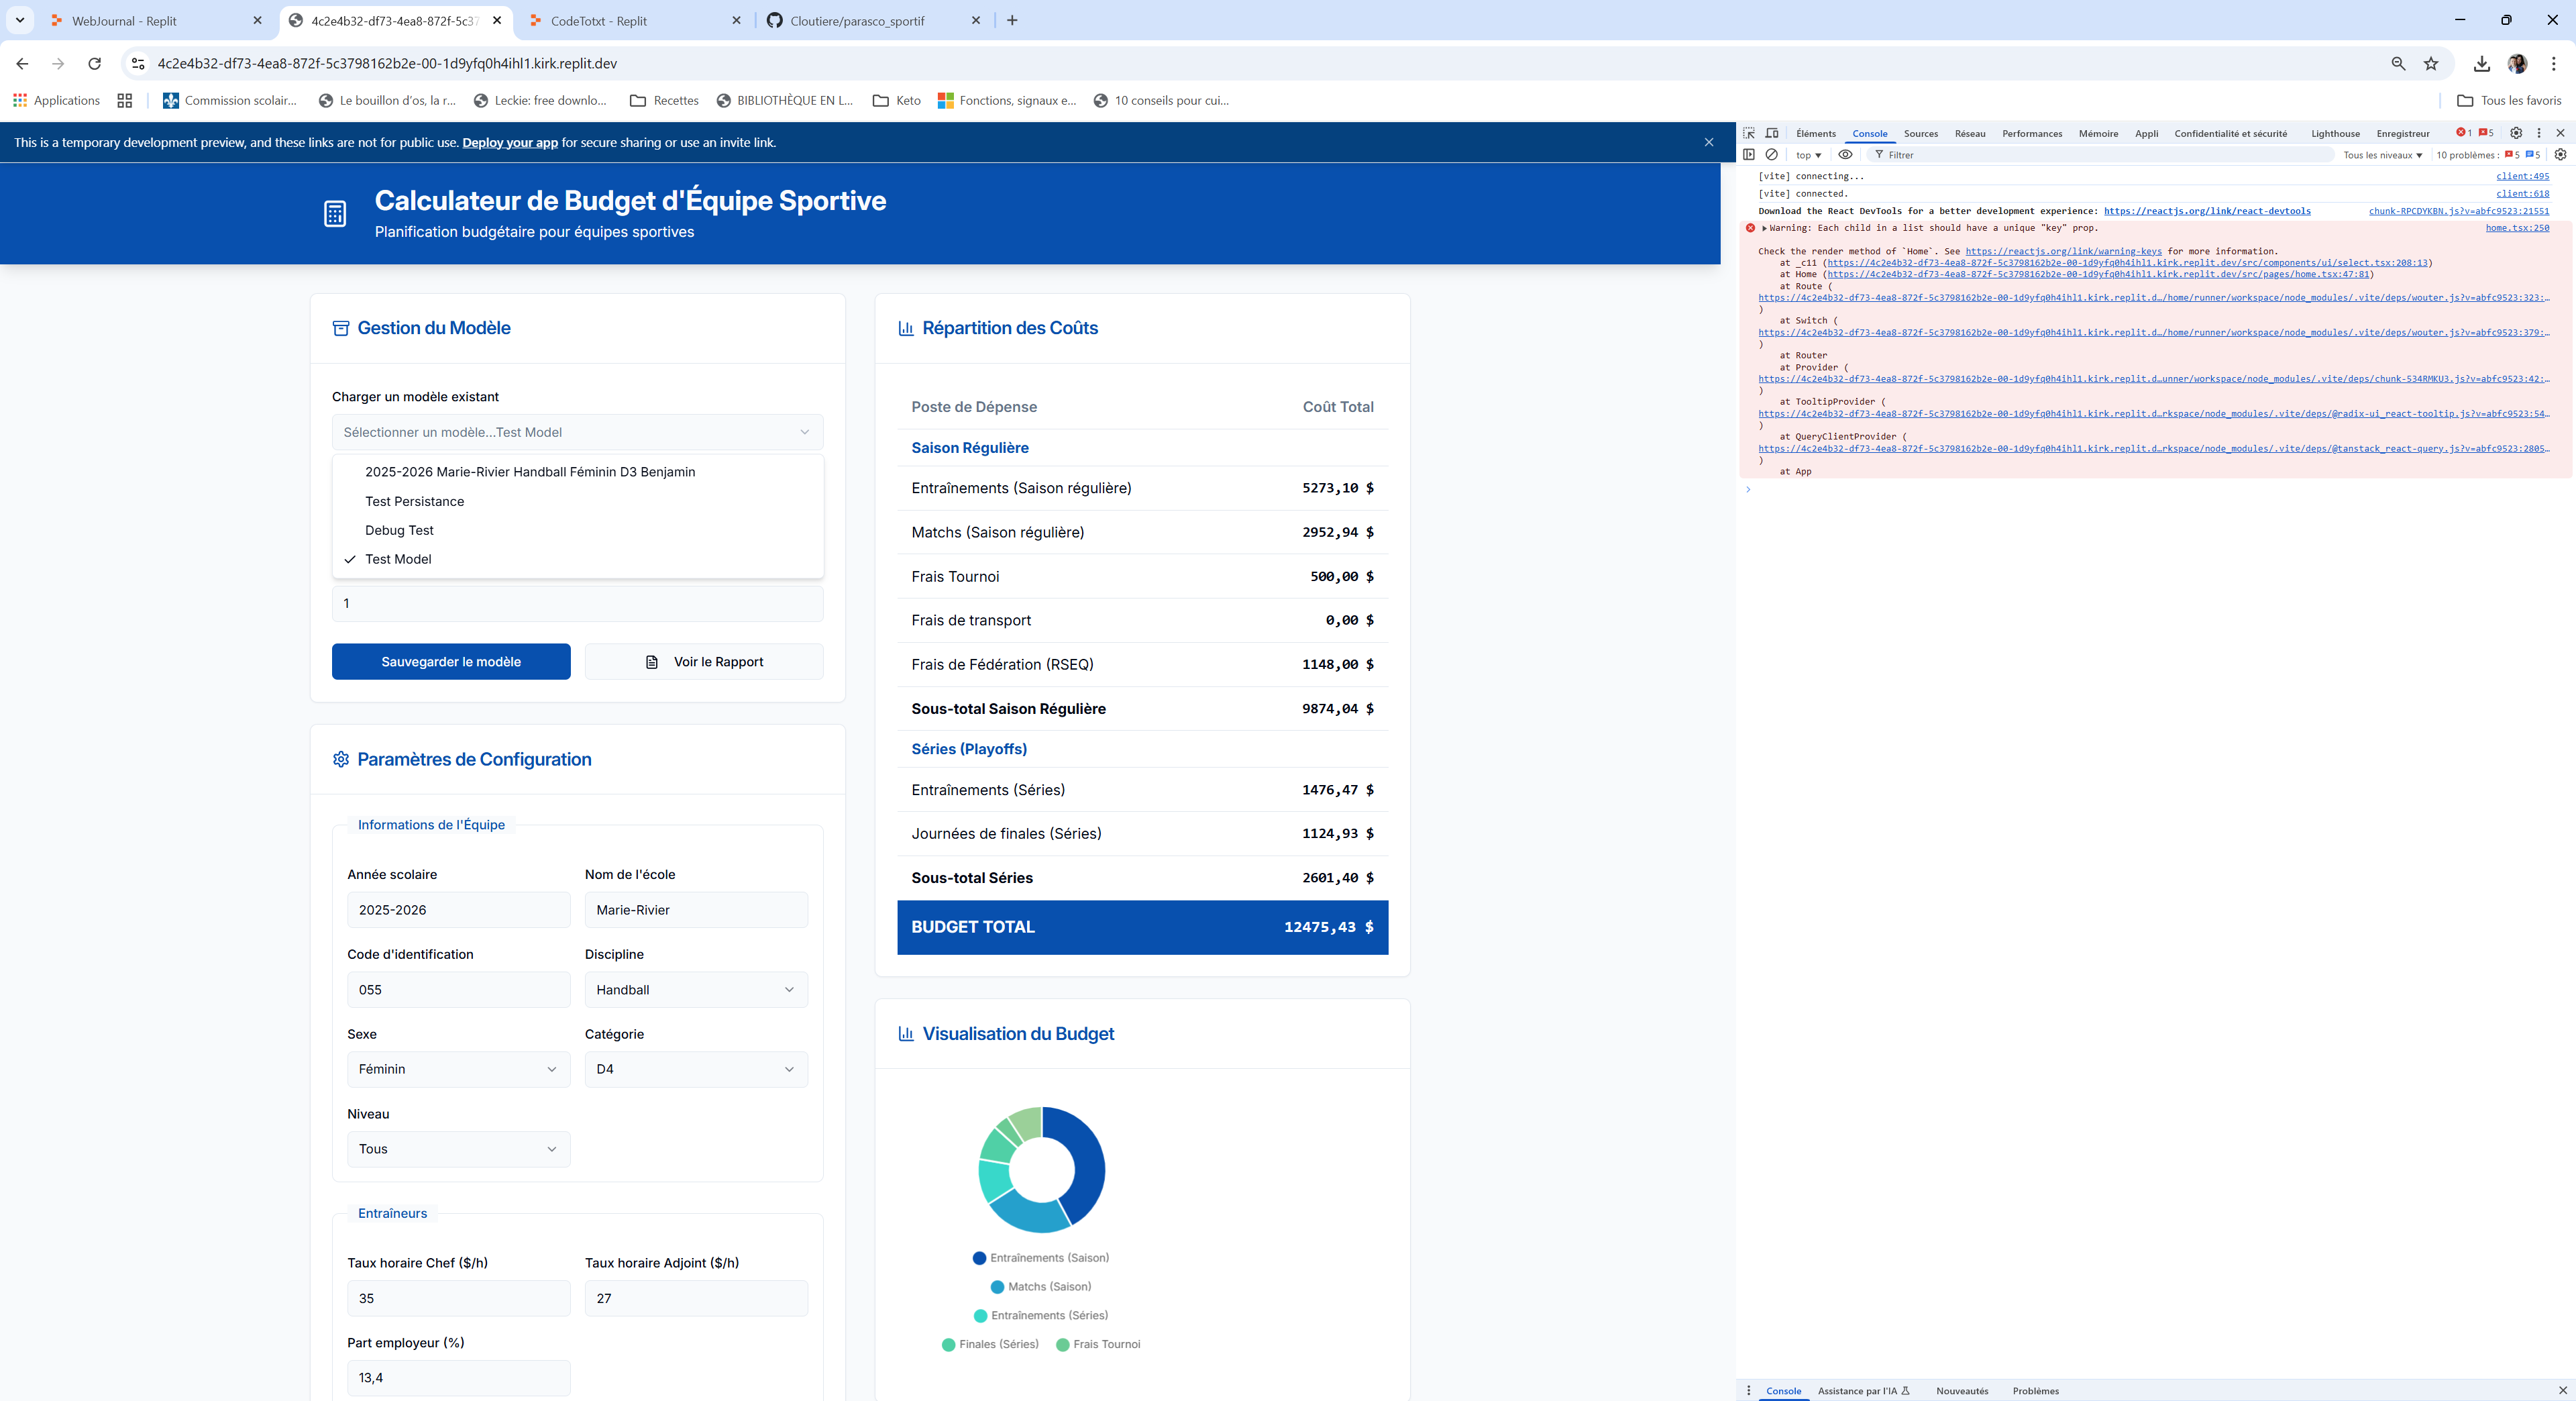 WebJournal - Replit
4c2e4b32-df73-4ea8-872f-5c37
CodeTotxt - Replit
Cloutiere/parasco_sportif
4c2e4b32-df73-4ea8-872f-5c3798162b2e-00-1d9yfq0h4ihl1.kirk.replit.dev
Applications
Commission scolair...
Le bouillon d'os, la r...
Leckie: free downlo...
Recettes
BIBLIOTHÈQUE EN L...
Keto
Fonctions, signaux e...
10 conseils pour cui...
Tous les favoris
This is a temporary development preview, and these links are not for public use. Deploy your app for secure sharing or use an invite link.
Calculateur de Budget d'Équipe Sportive
Planification budgétaire pour équipes sportives
Gestion du Modèle
Charger un modèle existant
Sélectionner un modèle...Test Model
2025-2026 Marie-Rivier Handball Féminin D3 Benjamin
Test Persistance
Debug Test
Test Model
1
Sauvegarder le modèle
Voir le Rapport
Paramètres de Configuration
Informations de l'Équipe
Année scolaire
Nom de l'école
2025-2026
Marie-Rivier
Code d'identification
Discipline
055
Handball
Sexe
Catégorie
Féminin
D4
Niveau
Tous
Entraîneurs
Taux horaire Chef ($/h)
Taux horaire Adjoint ($/h)
35
27
Part employeur (%)
13,4
Répartition des Coûts
Poste de Dépense Coût Total
Saison Régulière
Entraînements (Saison régulière) 5273,10 $
Matchs (Saison régulière) 2952,94 $
Frais Tournoi 500,00 $
Frais de transport 0,00 $
Frais de Fédération (RSEQ) 1148,00 $
Sous-total Saison Régulière 9874,04 $
Séries (Playoffs)
Entraînements (Séries) 1476,47 $
Journées de finales (Séries) 1124,93 $
Sous-total Séries 2601,40 $
BUDGET TOTAL 12475,43 $
Visualisation du Budget
Entraînements (Saison)
Matchs (Saison)
Entraînements (Séries)
Finales (Séries)
Frais Tournoi
Éléments Console Sources Réseau Performances Mémoire Appli Confidentialité et sécurité Lighthouse Enregistreur 1 5
top Filtrer Tous les niveaux 10 problèmes : 5 5
[vite] connecting... client:495
[vite] connected. client:618
Download the React DevTools for a better development experience: https://reactjs.org/link/react-devtools chunk-RPCDYKBN.js?v=abfc9523:21551
Warning: Each child in a list should have a unique "key" prop. home.tsx:250
Check the render method of `Home`. See https://reactjs.org/link/warning-keys for more information.
at _c11 (https://4c2e4b32-df73-4ea8-872f-5c3798162b2e-00-1d9yfq0h4ihl1.kirk.replit.dev/src/components/ui/select.tsx:208:13)
at Home (https://4c2e4b32-df73-4ea8-872f-5c3798162b2e-00-1d9yfq0h4ihl1.kirk.replit.dev/src/pages/home.tsx:47:81)
at Route (
https://4c2e4b32-df73-4ea8-872f-5c3798162b2e-00-1d9yfq0h4ihl1.kirk.replit.d…/home/runner/workspace/node_modules/.vite/deps/wouter.js?v=abfc9523:323:…
)
at Switch (
https://4c2e4b32-df73-4ea8-872f-5c3798162b2e-00-1d9yfq0h4ihl1.kirk.replit.d…/home/runner/workspace/node_modules/.vite/deps/wouter.js?v=abfc9523:379:…
)
at Router
at Provider (
https://4c2e4b32-df73-4ea8-872f-5c3798162b2e-00-1d9yfq0h4ihl1.kirk.replit.d…unner/workspace/node_modules/.vite/deps/chunk-534RMKU3.js?v=abfc9523:42:…
)
at TooltipProvider (
https://4c2e4b32-df73-4ea8-872f-5c3798162b2e-00-1d9yfq0h4ihl1.kirk.replit.d…rkspace/node_modules/.vite/deps/@radix-ui_react-tooltip.js?v=abfc9523:54…
)
at QueryClientProvider (
https://4c2e4b32-df73-4ea8-872f-5c3798162b2e-00-1d9yfq0h4ihl1.kirk.replit.d…rkspace/node_modules/.vite/deps/@tanstack_react-query.js?v=abfc9523:2805…
)
at App
Console Assistance par l'IA Nouveautés Problèmes